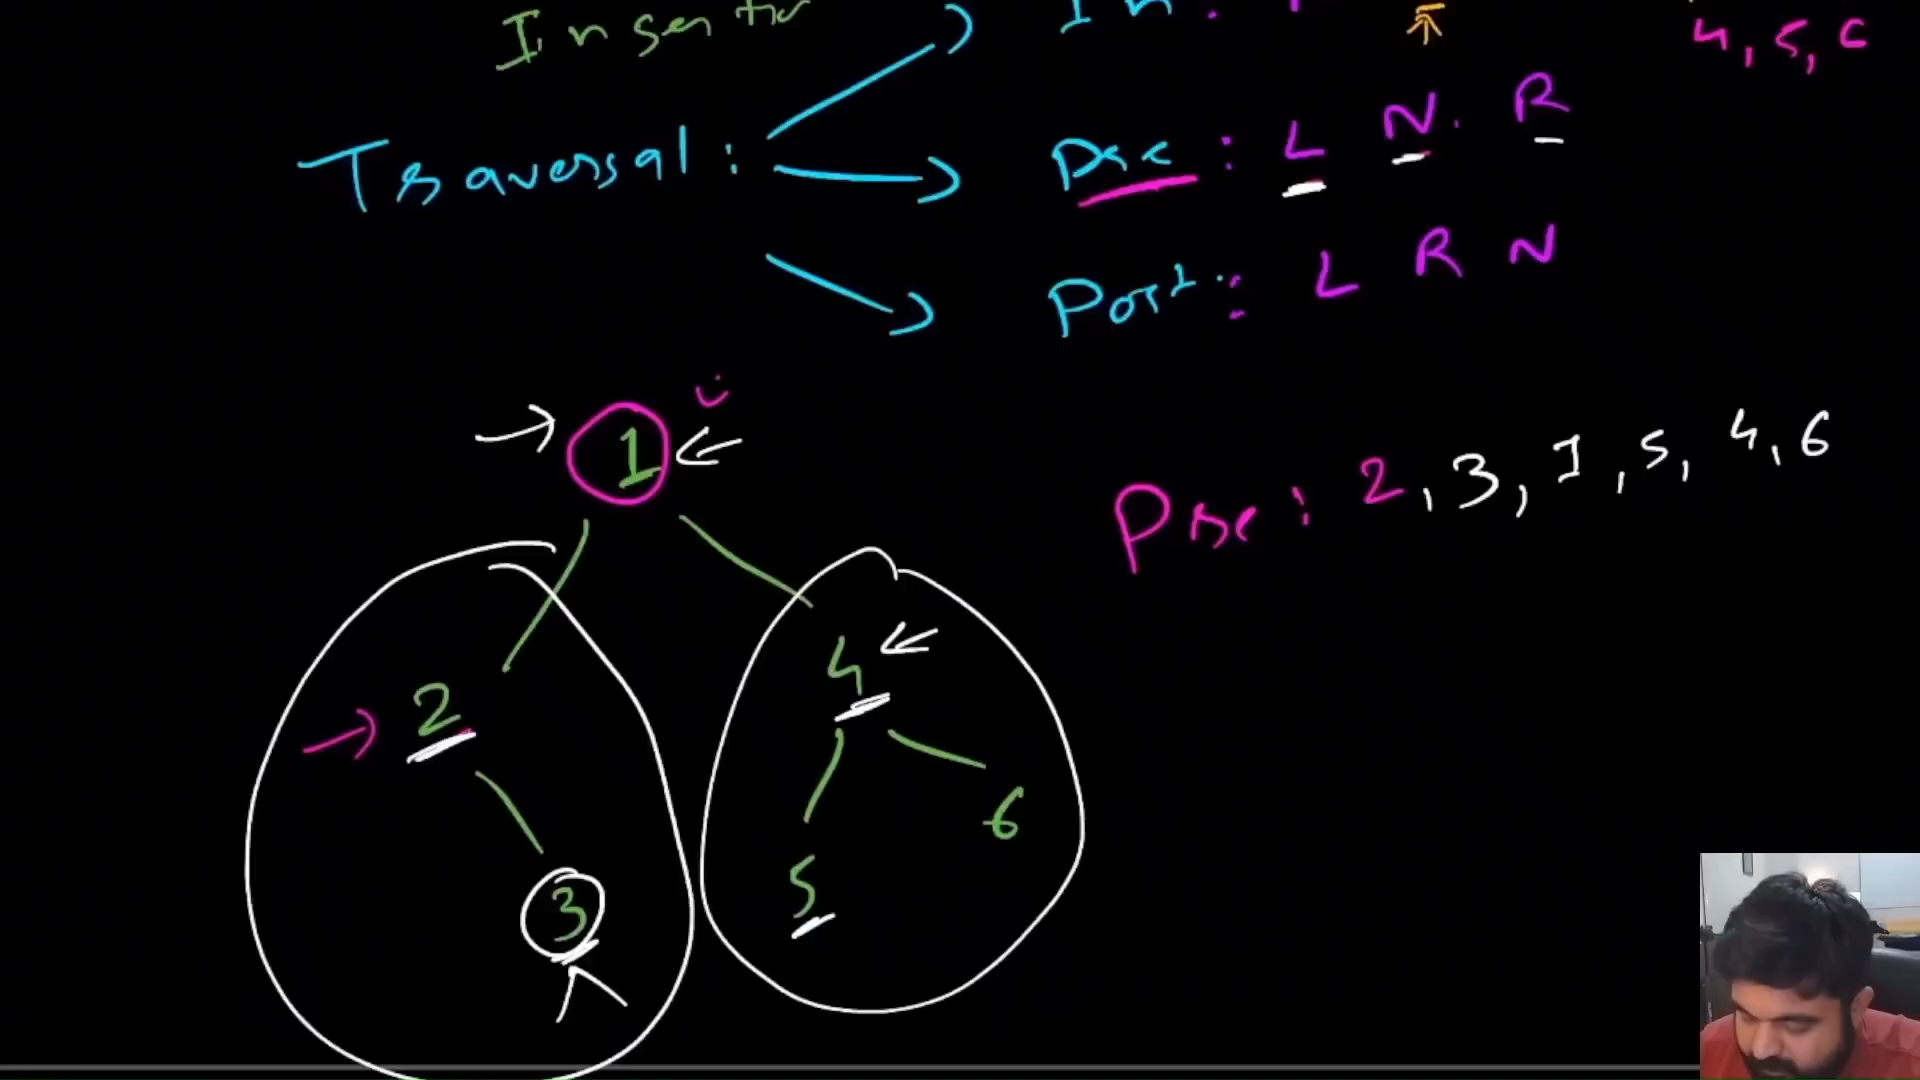 Insertio
In :
4, 5, 6
Traversal :
Pre : L N. R
Post : L R N
1
Pre : 2, 3, 1, 5, 4, 6
4
2
6
5
3